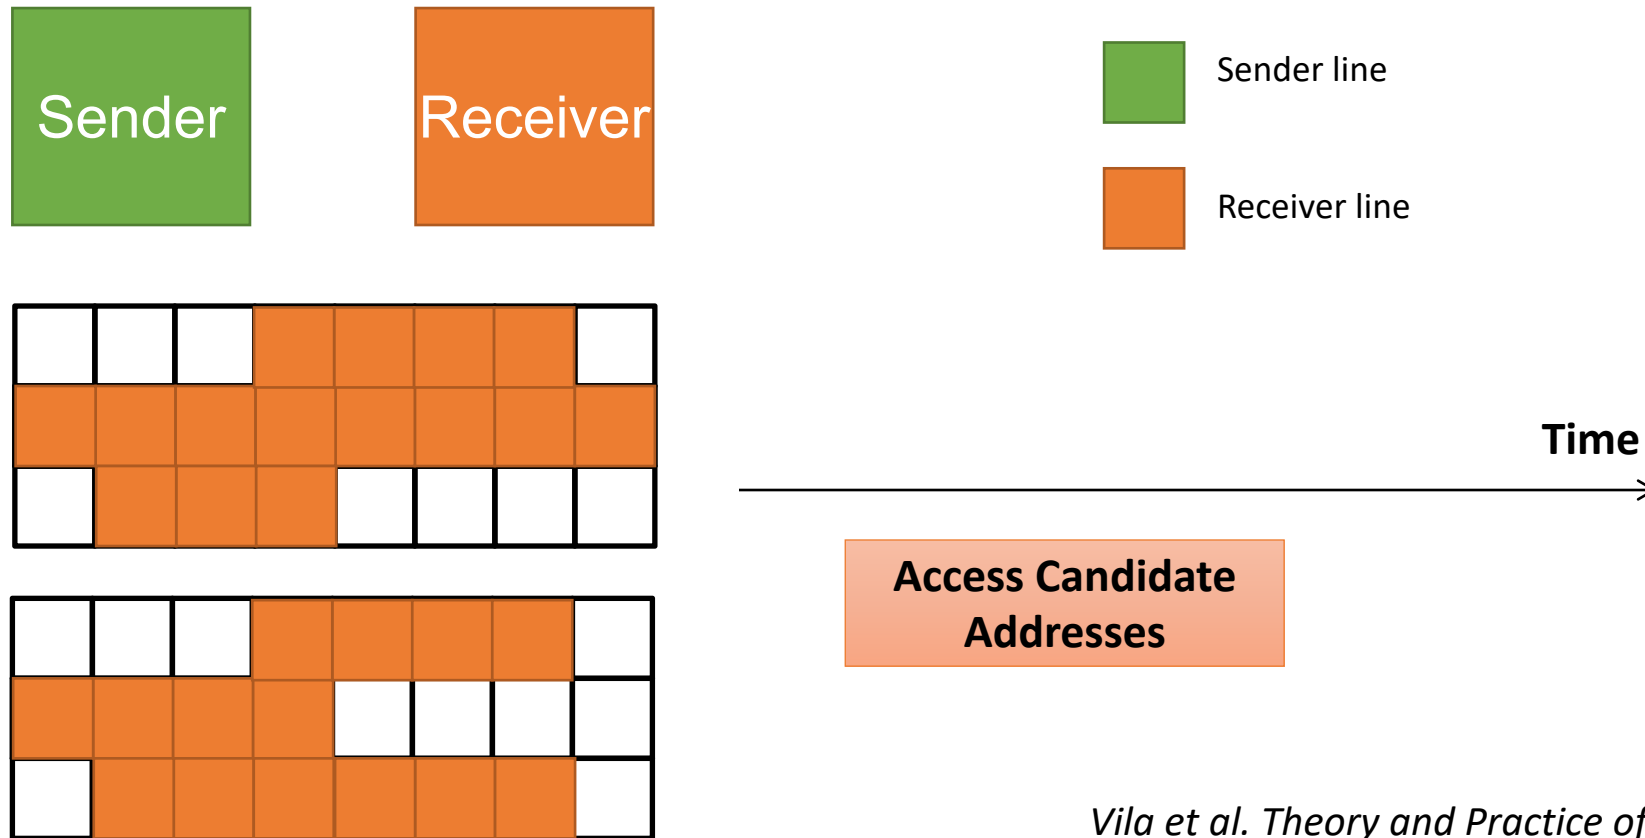 Sender
Receiver
Sender line
Receiver line
Time
Access Candidate
Addresses
Vila et al. Theory and Practice of